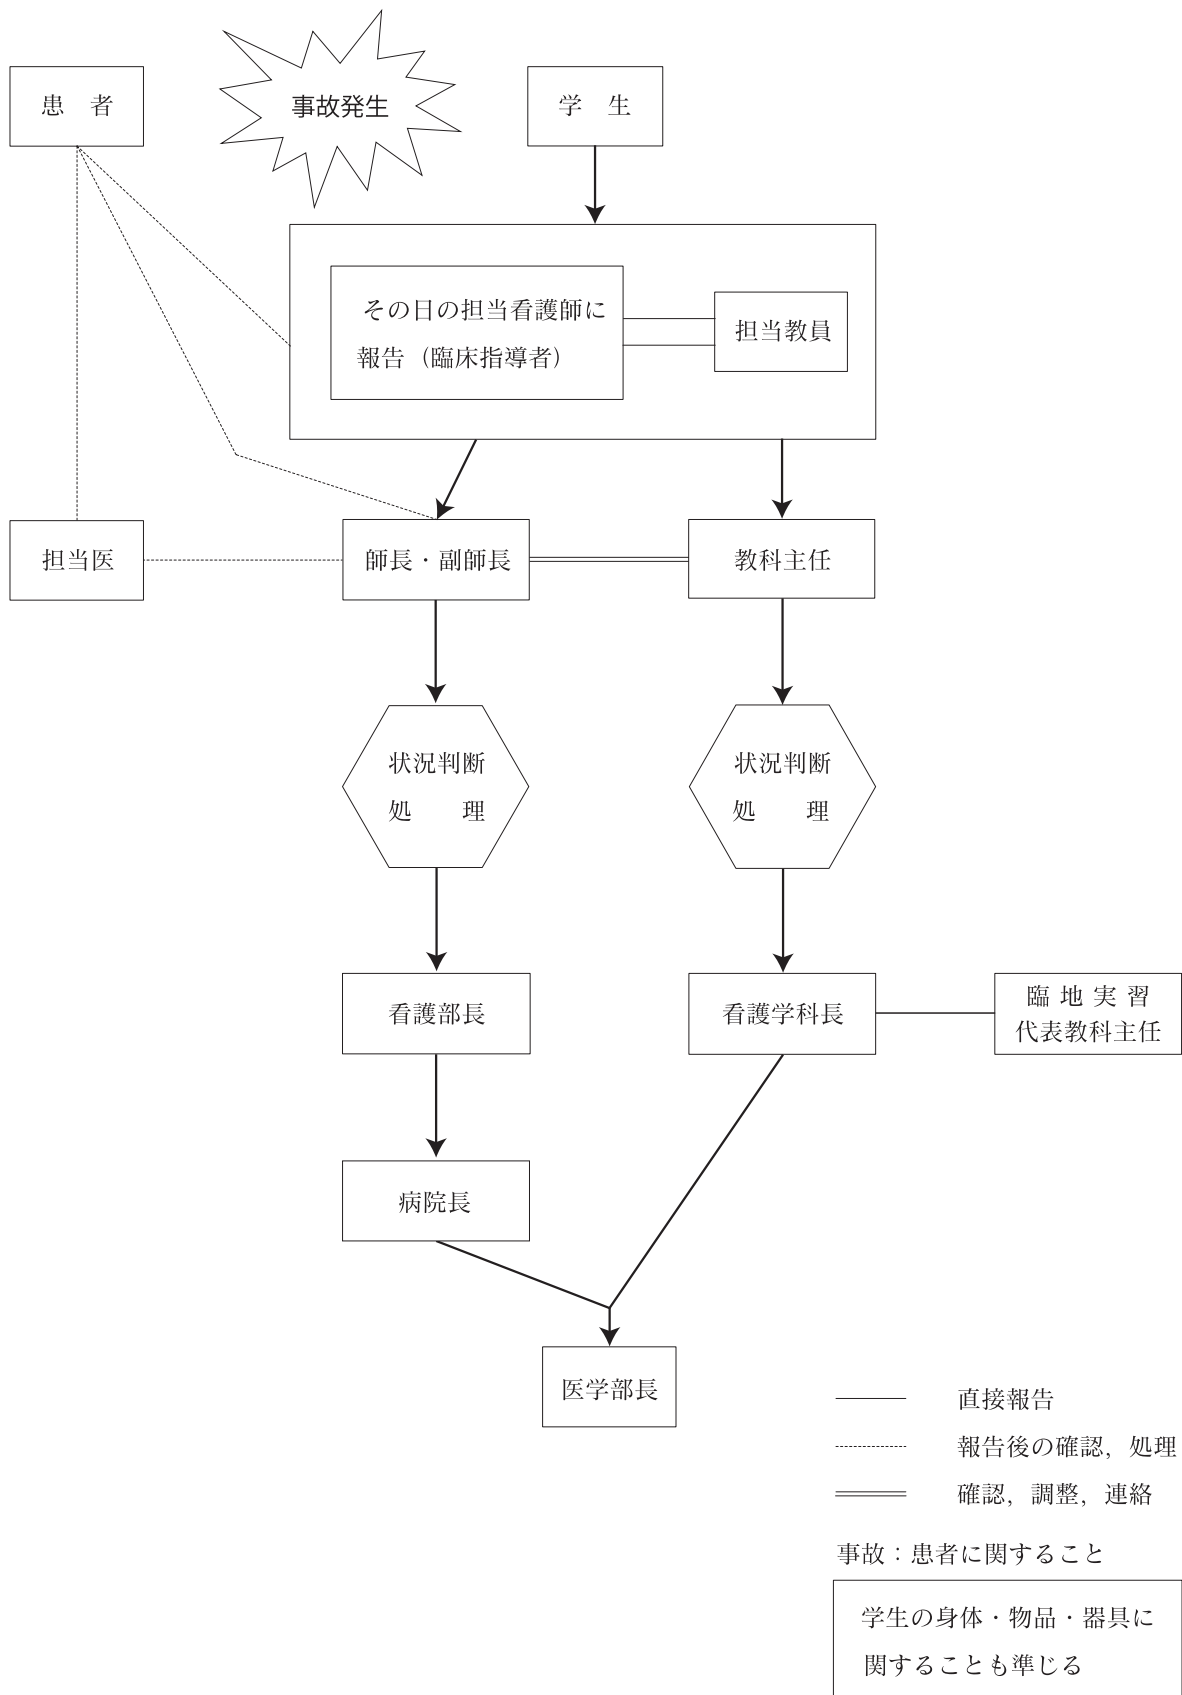 患　者
事故発生
学　生
その日の担当看護師に
報告（臨床指導者）
担当教員
担当医
師長・副師長
教科主任
状況判断
処　　理
状況判断
処　　理
看護部長
看護学科長
臨 地 実 習
代表教科主任
病院長
医学部長
直接報告
報告後の確認，処理
確認，調整，連絡
事故：患者に関すること
学生の身体・物品・器具に
関することも準じる